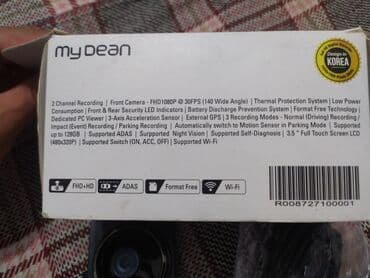 my Dean
Design in
KOREA
2 Channel Recording | Front Camera - FHD1080P @ 30FPS (140 Wide Angle) | Thermal Protection System | Low Power
Consumption | Front & Rear Security LED Indicators | Battery Discharge Prevention System | Format Free Technology |
Dedicated PC Viewer | 3-Axis Acceleration Sensor | External GPS | 3 Recording Modes - Normal (Driving) Recording /
Impact (Event) Recording / Parking Recording | Automatically switch to Motion Sensor in Parking Mode | Supported
up to 128GB | Supported ADAS | Surpported Night Vision | Supported Self-Diagnosis | 3.5 " Full Touch Screen LCD
(480x320P) | Supported Switch (ON, ACC, OFF) | Supported Wi-Fi
FHD+HD
ADAS
Format Free
Wi-Fi
R008727100001